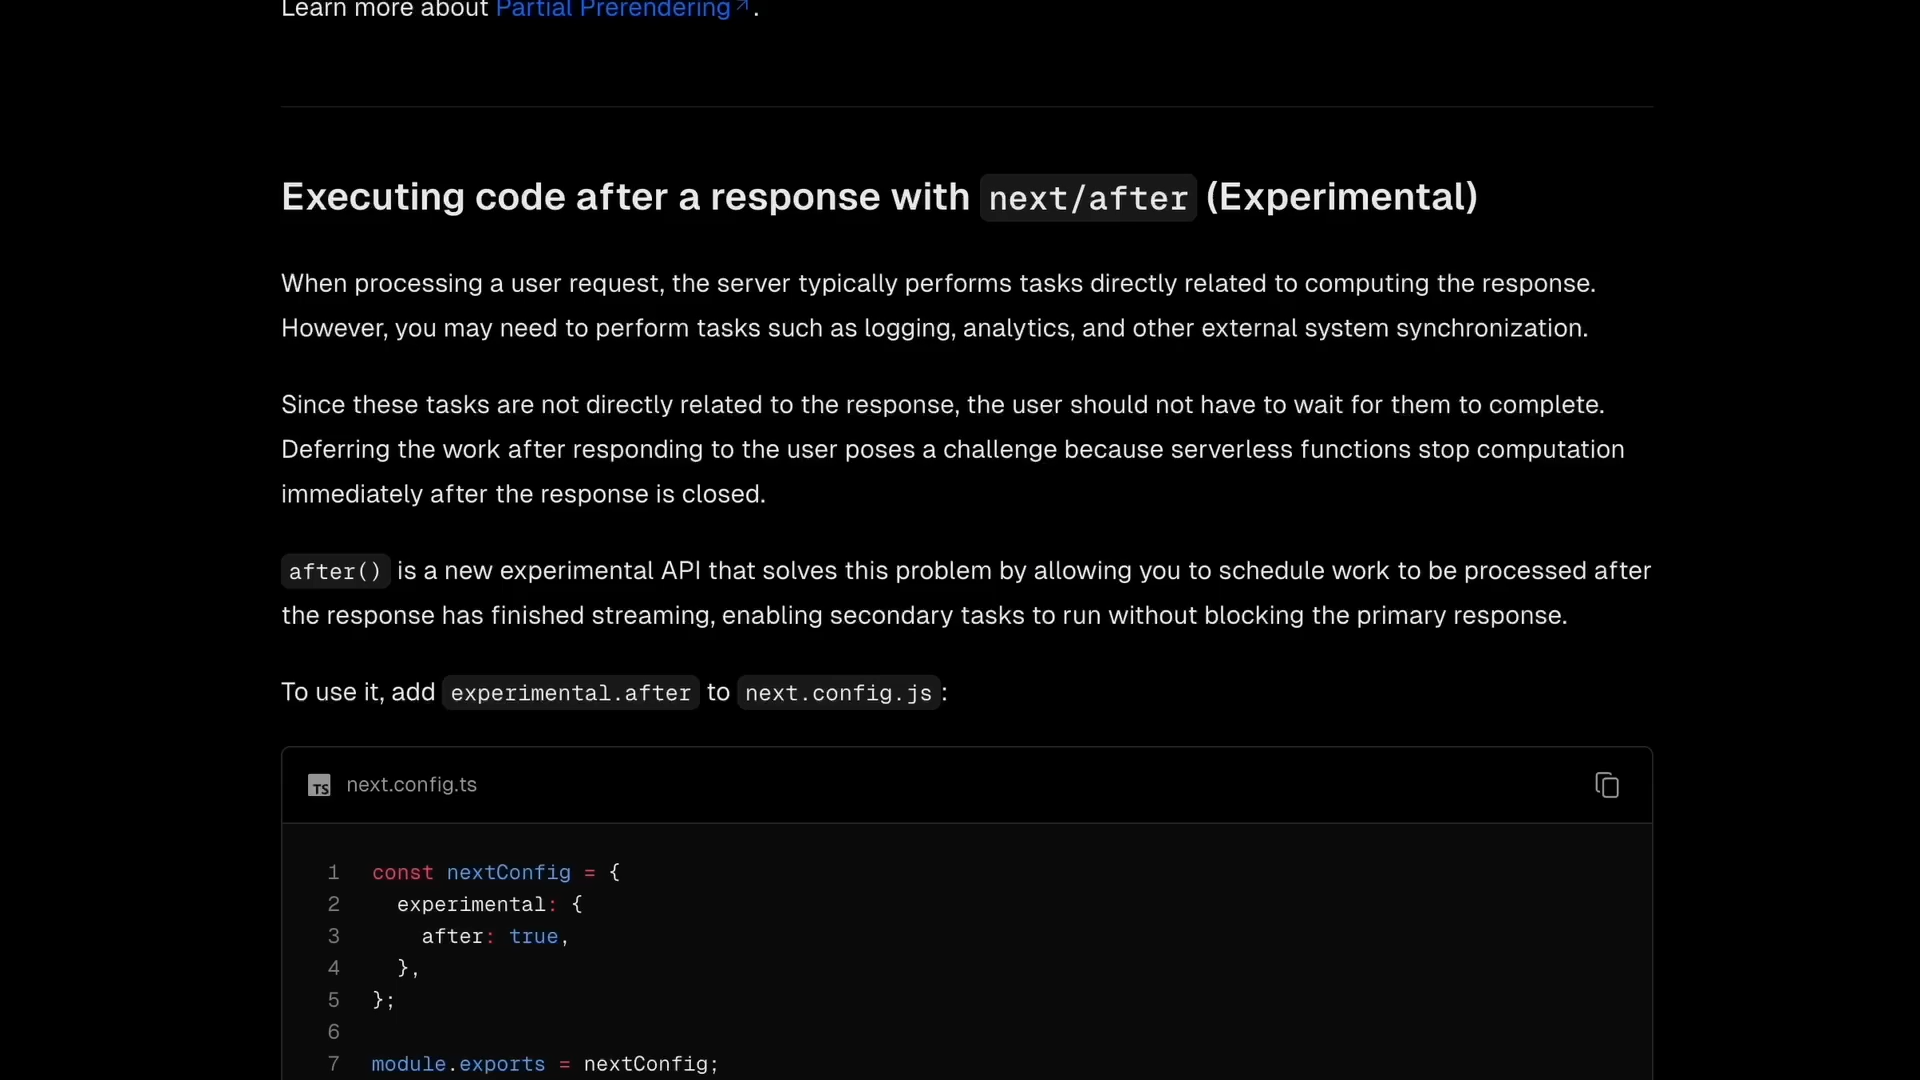 Learn more about Partial Prerendering↗.
Executing code after a response with next/after (Experimental)
When processing a user request, the server typically performs tasks directly related to computing the response.
However, you may need to perform tasks such as logging, analytics, and other external system synchronization.
Since these tasks are not directly related to the response, the user should not have to wait for them to complete.
Deferring the work after responding to the user poses a challenge because serverless functions stop computation
immediately after the response is closed.
after() is a new experimental API that solves this problem by allowing you to schedule work to be processed after
the response has finished streaming, enabling secondary tasks to run without blocking the primary response.
To use it, add experimental.after to next.config.js:
TS next.config.ts
1 const nextConfig = {
2   experimental: {
3     after: true,
4   },
5 };
6
7 module.exports = nextConfig;